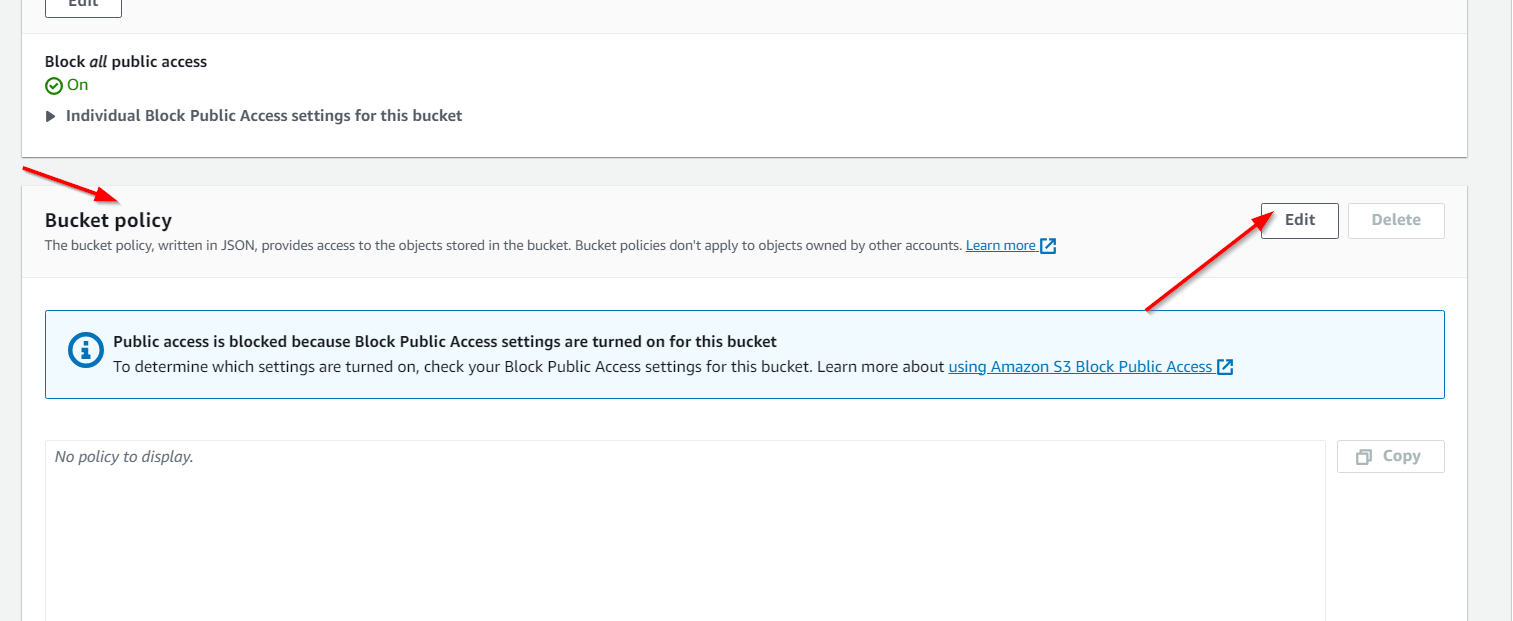 Edit
Block all public access
On
Individual Block Public Access settings for this bucket
Bucket policy
Edit
Delete
The bucket policy, written in JSON, provides access to the objects stored in the bucket. Bucket policies don't apply to objects owned by other accounts. Learn more
Public access is blocked because Block Public Access settings are turned on for this bucket
To determine which settings are turned on, check your Block Public Access settings for this bucket. Learn more about using Amazon S3 Block Public Access
No policy to display.
Copy